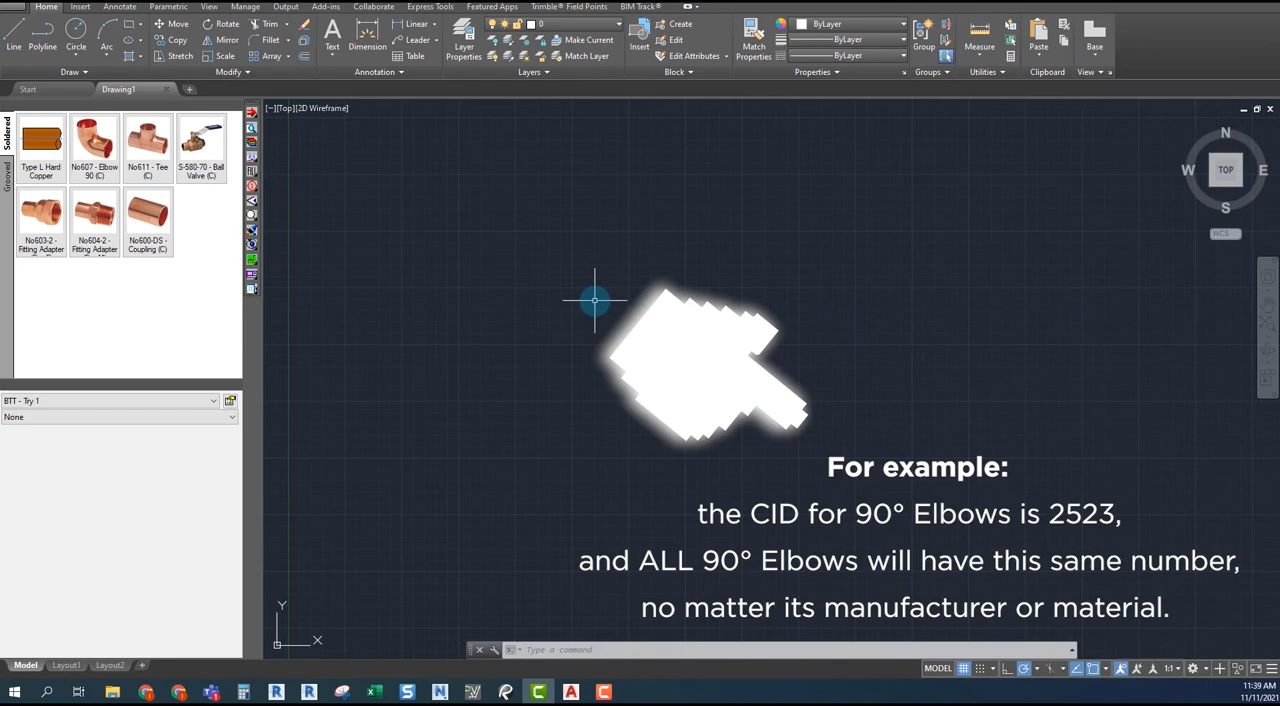 Home Insert Annotate Parametric View Manage Output Add-ins Collaborate Express Tools Featured Apps Trimble® Field Points BIM Track®
Line Polyline Circle Arc
Move Rotate Trim
Copy Mirror Fillet
Stretch Scale Array
Text Dimension
Linear
Leader
Table
Layer Properties
0
Make Current
Match Layer
Insert
Create
Edit
Edit Attributes
Match Properties
ByLayer
ByLayer
ByLayer
Group Measure Paste Base
Draw Modify Annotation Layers Block Properties Groups Utilities Clipboard View
Start Drawing1
[−][Top][2D Wireframe]
Soldered
Grooved
Type L Hard Copper
No607 - Elbow 90 (C)
No611 - Tee (C)
S-580-70 - Ball Valve (C)
No603-2 - Fitting Adapter
No604-2 - Fitting Adapter
No600-DS - Coupling (C)
N
W TOP E
S
WCS
BTT - Try 1
None
For example:
the CID for 90° Elbows is 2523,
and ALL 90° Elbows will have this same number,
no matter its manufacturer or material.
Y
X
Type a command
Model Layout1 Layout2
MODEL 1:1
11:39 AM
11/11/2021